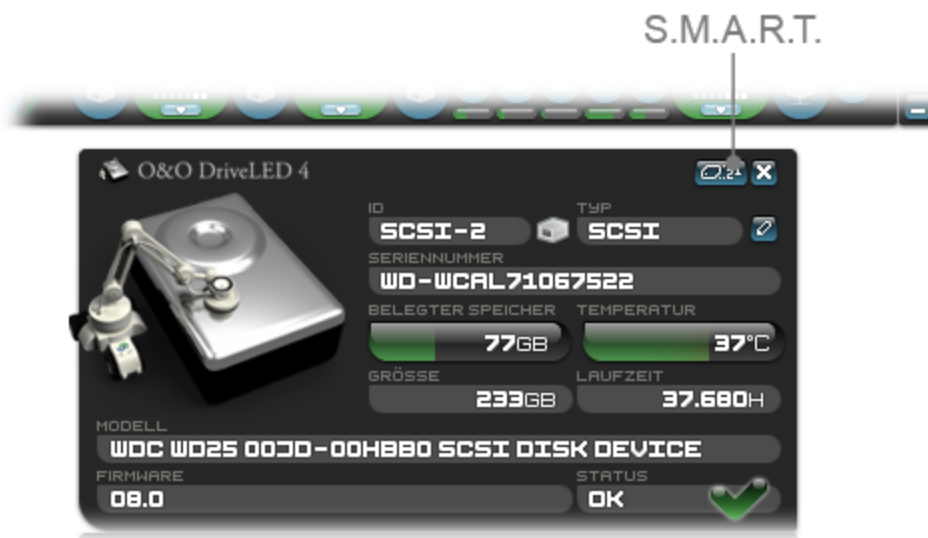 S.M.A.R.T.
O&O DriveLED 4
ID
TYP
SCSI-2
SCSI
SERIENNUMMER
WD-WCAL71067522
BELEGTER SPEICHER
TEMPERATUR
77GB
37°C
GRÖSSE
LAUFZEIT
233GB
37.680H
MODELL
WDC WD25 00JD-00HBB0 SCSI DISK DEVICE
FIRMWARE
STATUS
08.0
OK